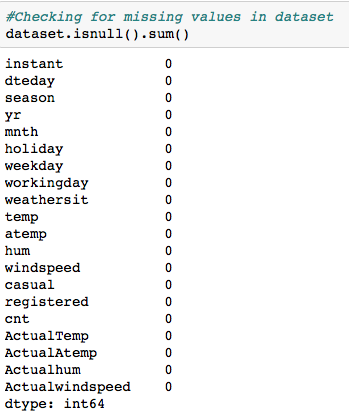 #Checking for missing values in dataset
dataset.isnull().sum()
instant 0
dteday 0
season 0
yr 0
mnth 0
holiday 0
weekday 0
workingday 0
weathersit 0
temp 0
atemp 0
hum 0
windspeed 0
casual 0
registered 0
cnt 0
ActualTemp 0
ActualAtemp 0
Actualhum 0
Actualwindspeed 0
dtype: int64